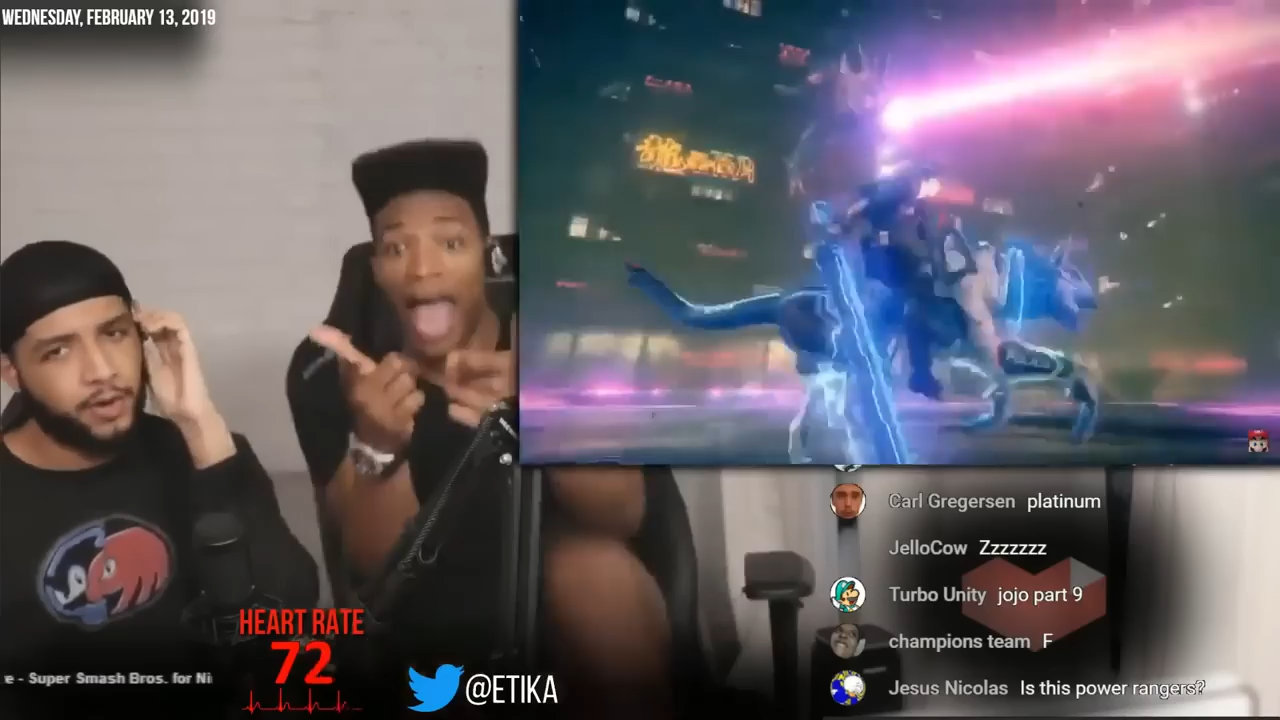 WEDNESDAY, FEBRUARY 13, 2019
Carl Gregersen platinum
JelloCow Zzzzzzz
Turbo Unity jojo part 9
champions team F
Jesus Nicolas Is this power rangers?
HEART RATE
72
e - Super Smash Bros. for Ni
@ETIKA